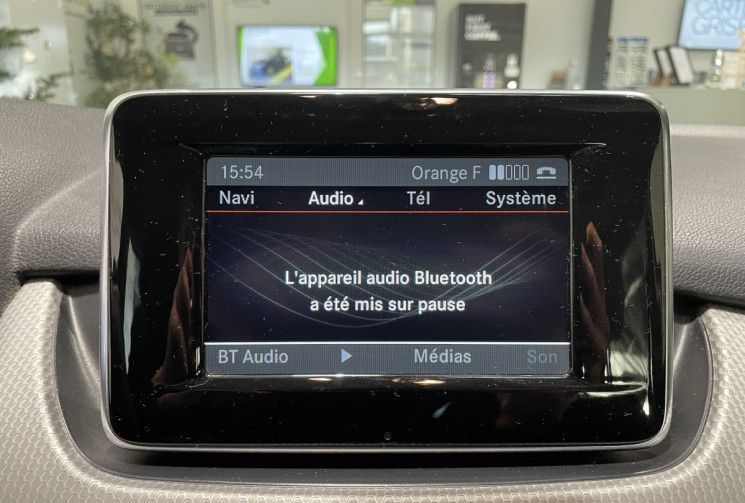 15:54 Orange F
Navi Audio Tél Système
L'appareil audio Bluetooth
a été mis sur pause
BT Audio Médias Son